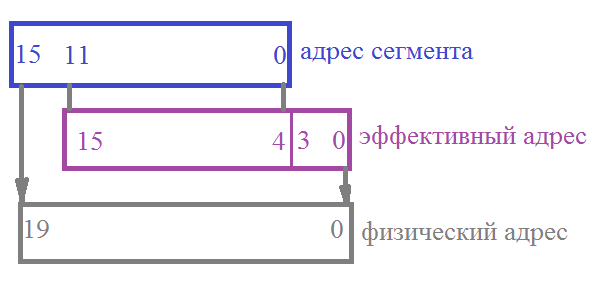 15 11 0 адрес сегмента
15 4 3 0 эффективный адрес
19 0 физический адрес